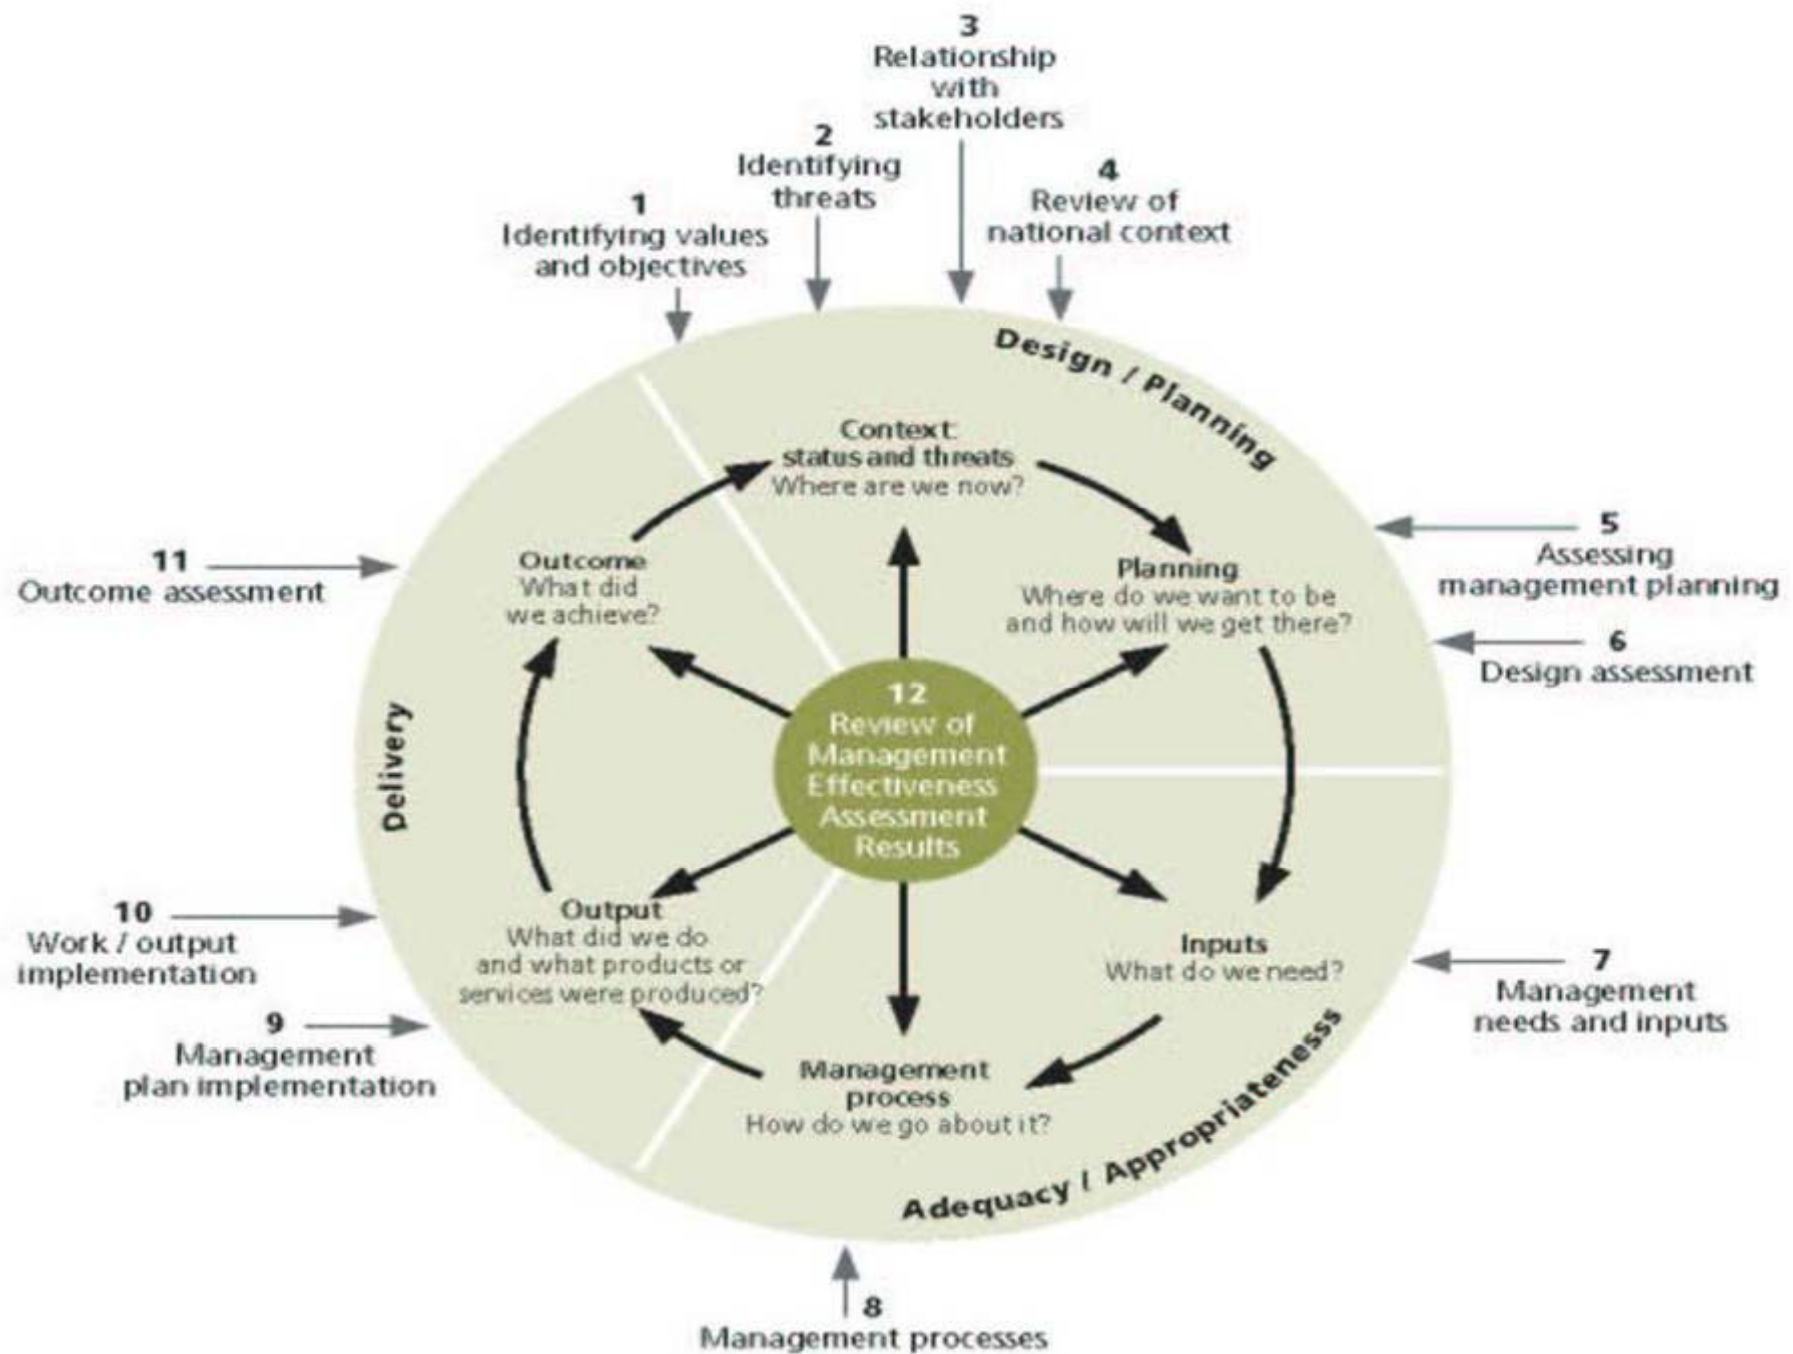 3
Relationship
with
stakeholders
2
Identifying
threats
4
Review of
national context
1
Identifying values
and objectives
Design / Planning
Context
status and threats
Where are we now?
5
Assessing
management planning
11
Outcome assessment
Outcome
What did
we achieve?
Planning
Where do we want to be
and how will we get there?
6
Design assessment
12
Review of
Management
Effectiveness
Assessment
Results
Delivery
10
Work / output
implementation
Output
What did we do
and what products or
services were produced?
Inputs
What do we need?
7
Management
needs and inputs
9
Management
plan implementation
Management
process
How do we go about it?
Adequacy / Appropriateness
8
Management processes